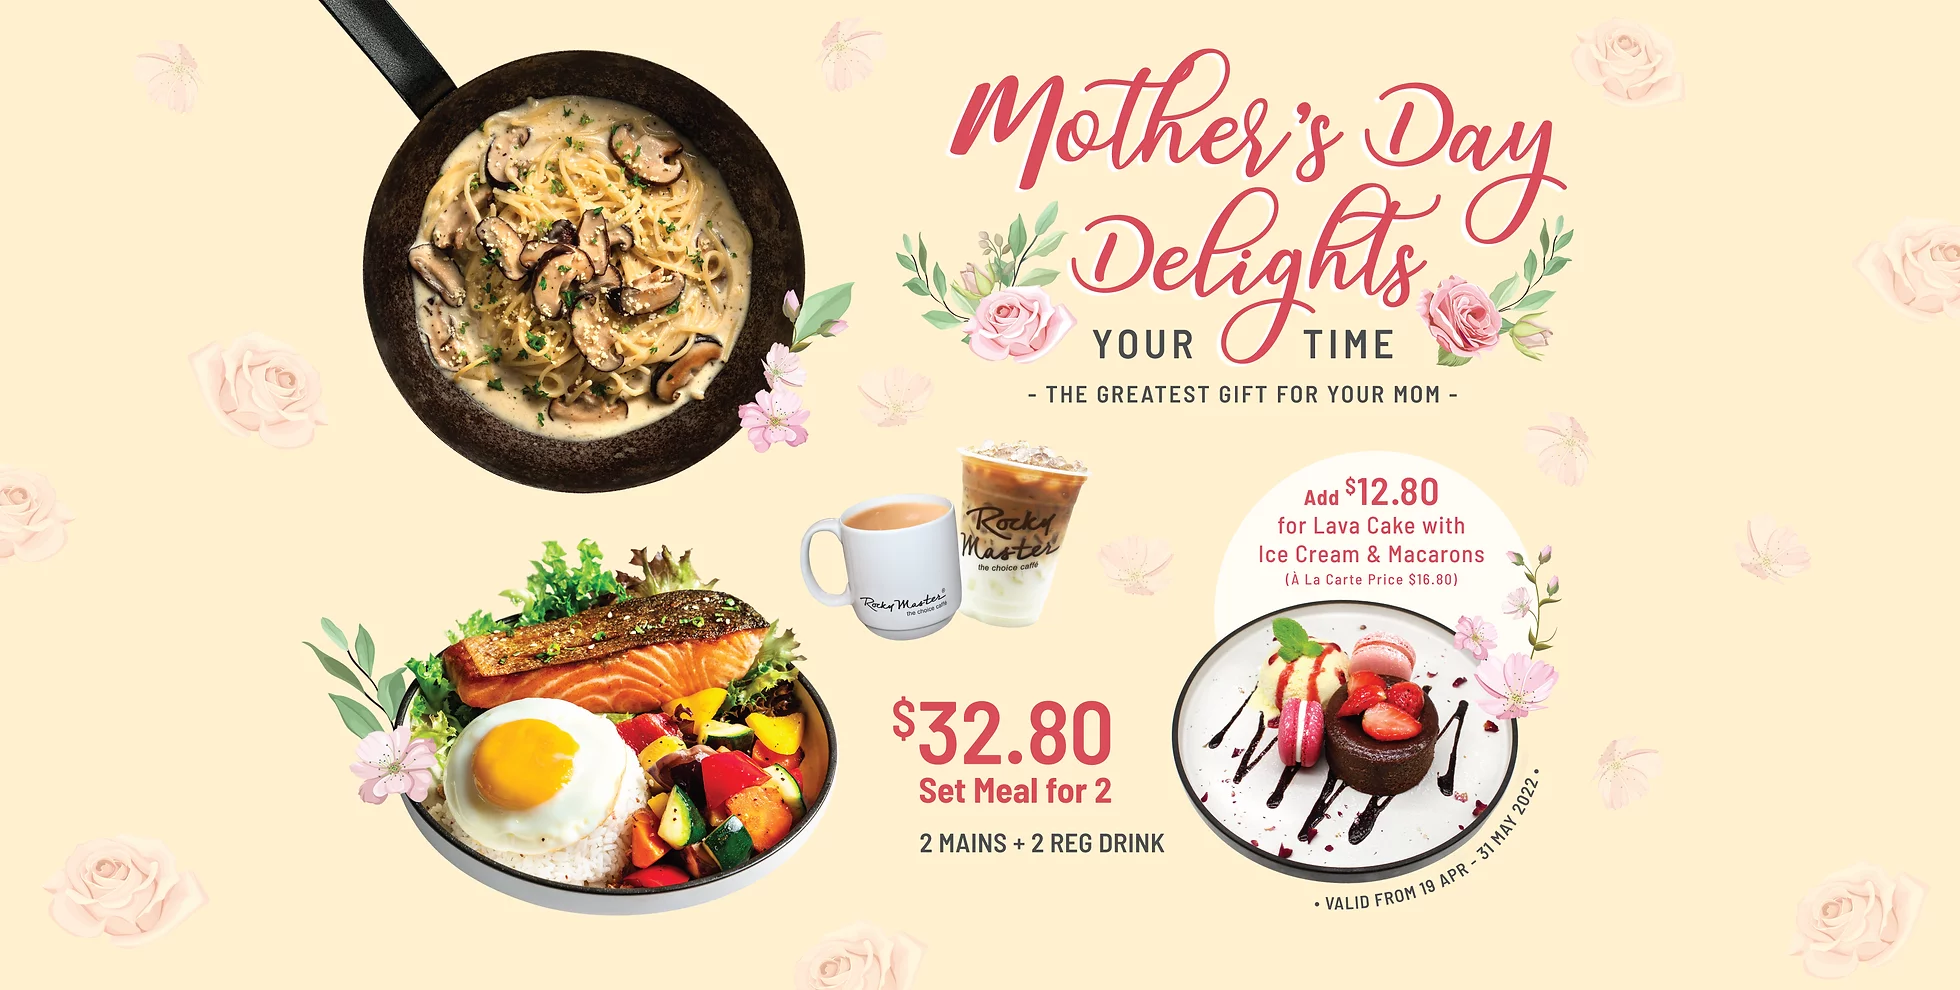 Mother's Day
Delights
YOUR TIME
- THE GREATEST GIFT FOR YOUR MOM -
Rocky
Master
the choice caffé
Rocky Master®
the choice caffé
Add $12.80
for Lava Cake with
Ice Cream & Macarons
(À La Carte Price $16.80)
$32.80
Set Meal for 2
2 MAINS + 2 REG DRINK
• VALID FROM 19 APR - 31 MAY 2022 •